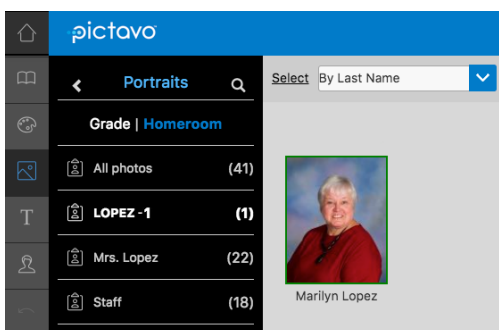 pictavo
Portraits
Select By Last Name
Grade | Homeroom
All photos (41)
LOPEZ -1 (1)
Mrs. Lopez (22)
Staff (18)
T
Marilyn Lopez